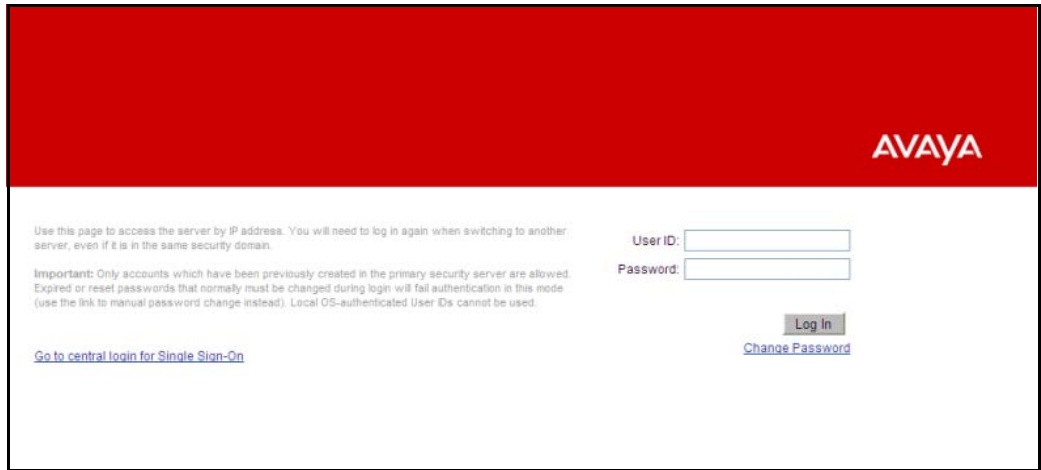 AVAYA
Use this page to access the server by IP address. You will need to log in again when switching to another
server, even if it is in the same security domain.
Important: Only accounts which have been previously created in the primary security server are allowed.
Expired or reset passwords that normally must be changed during login will fail authentication in this mode
(use the link to manual password change instead). Local OS-authenticated User IDs cannot be used.
Go to central login for Single Sign-On
User ID:
Password:
Log In
Change Password